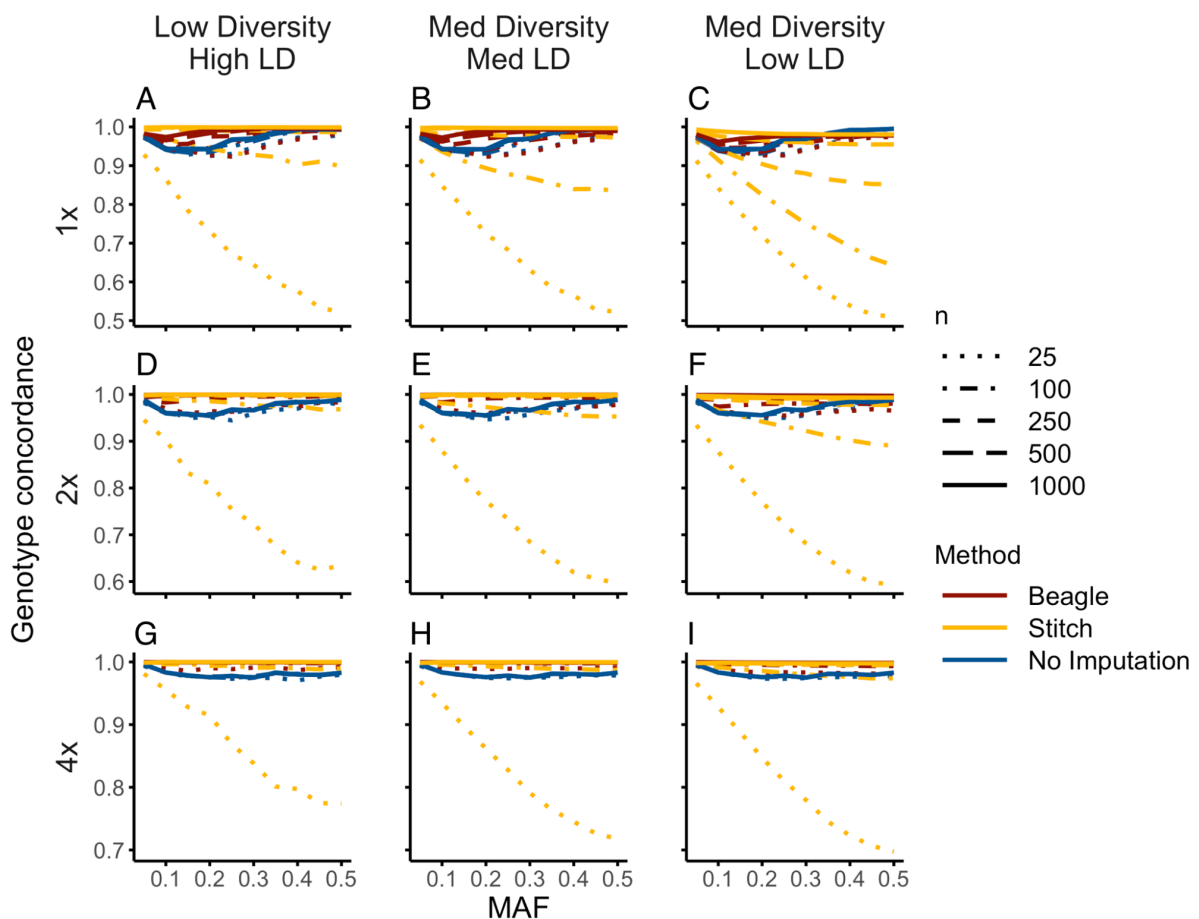 Low Diversity
High LD
Med Diversity
Med LD
Med Diversity
Low LD
A
B
C
1.0
0.9
0.8
0.7
0.6
0.5
1x
D
E
F
1.0
0.9
0.8
0.7
0.6
2x
G
H
I
1.0
0.9
0.8
0.7
4x
0.1 0.2 0.3 0.4 0.5
0.1 0.2 0.3 0.4 0.5
0.1 0.2 0.3 0.4 0.5
MAF
Genotype concordance
n
25
100
250
500
1000
Method
Beagle
Stitch
No Imputation